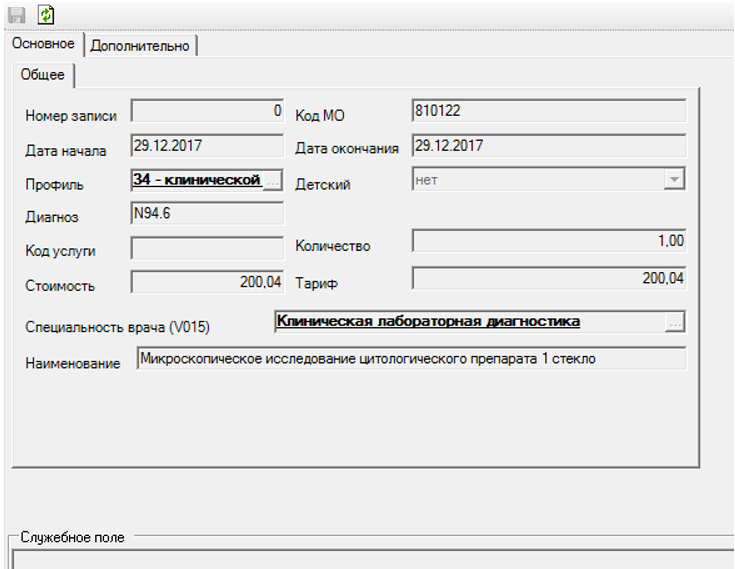 Основное Дополнительно
Общее
Номер записи 0 Код МО 810122
Дата начала 29.12.2017 Дата окончания 29.12.2017
Профиль 34 - клинической ... Детский нет
Диагноз N94.6
Код услуги Количество 1,00
Стоимость 200,04 Тариф 200,04
Специальность врача (V015) Клиническая лабораторная диагностика ...
Наименование Микроскопическое исследование цитологического препарата 1 стекло
Служебное поле